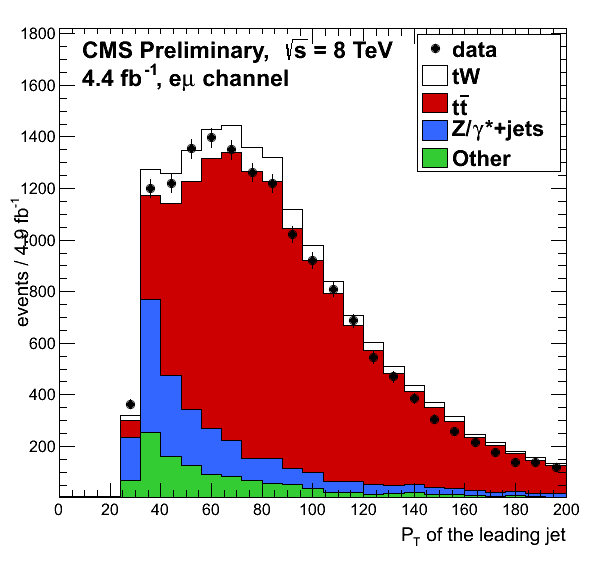 CMS Preliminary, √s = 8 TeV
4.4 fb⁻¹, eμ channel
data
tW
tt̄
Z/γ*+jets
Other
events / 4.9 fb⁻¹
1800
1600
1400
1200
1000
800
600
400
200
0 20 40 60 80 100 120 140 160 180 200
P_T of the leading jet